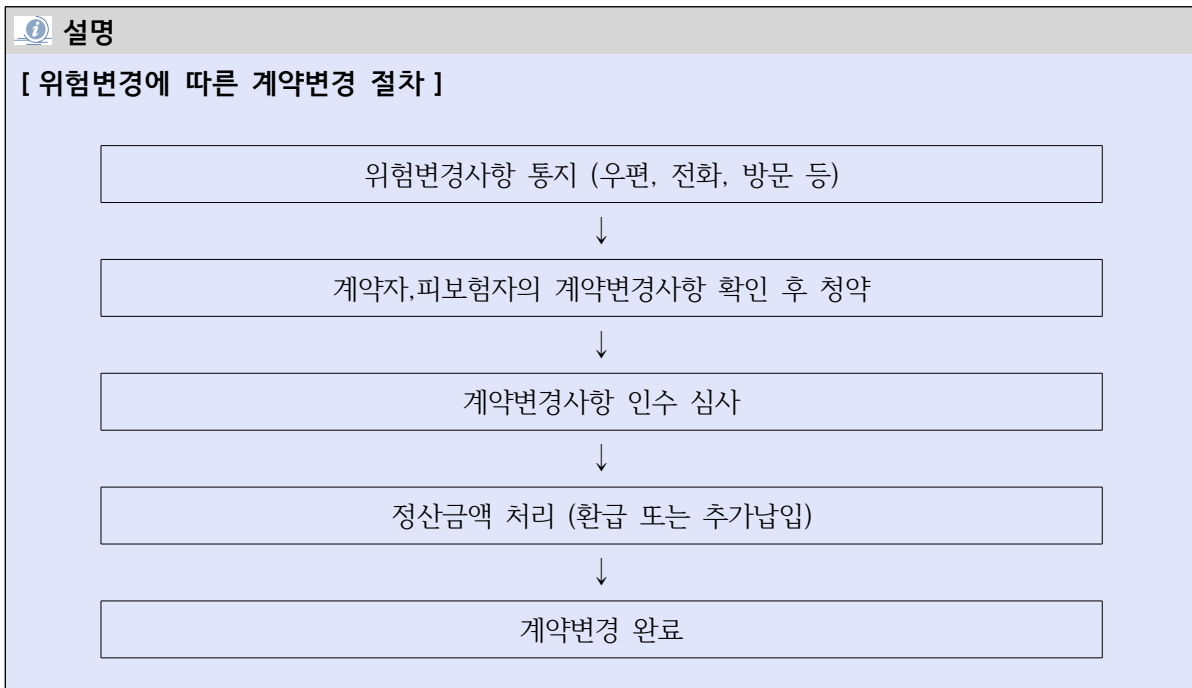 설명
[ 위험변경에 따른 계약변경 절차 ]
위험변경사항 통지 (우편, 전화, 방문 등)
↓
계약자,피보험자의 계약변경사항 확인 후 청약
↓
계약변경사항 인수 심사
↓
정산금액 처리 (환급 또는 추가납입)
↓
계약변경 완료